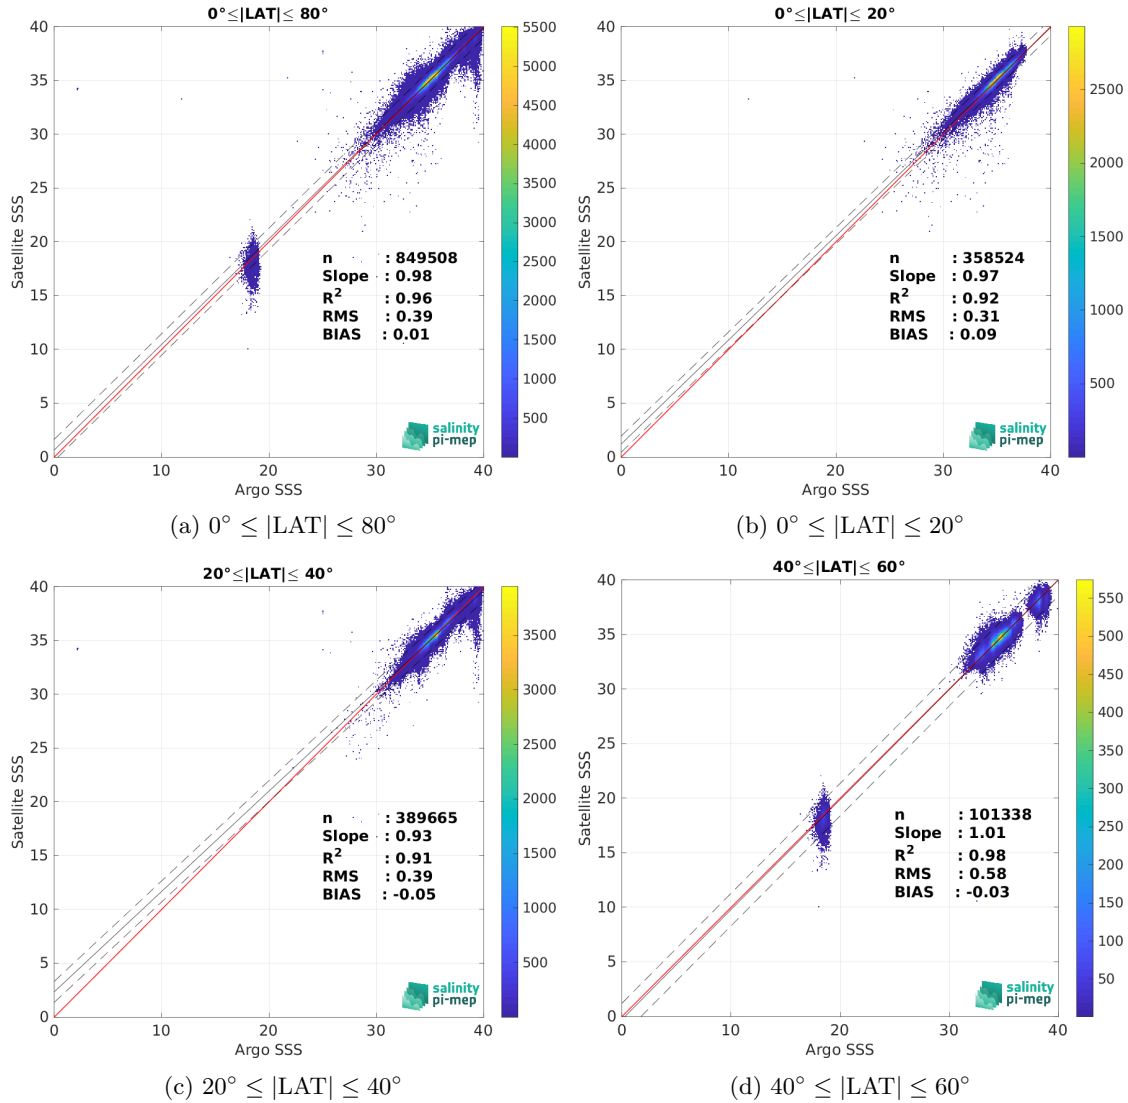 0°≤|LAT|≤ 80°
Satellite SSS
40
35
30
25
20
15
10
5
0
0 10 20 30 40
Argo SSS
n : 849508
Slope : 0.98
R² : 0.96
RMS : 0.39
BIAS : 0.01
salinity
pi-mep
5500
5000
4500
4000
3500
3000
2500
2000
1500
1000
500
(a) 0° ≤ |LAT| ≤ 80°
0°≤|LAT|≤ 20°
Satellite SSS
40
35
30
25
20
15
10
5
0
0 10 20 30 40
Argo SSS
n : 358524
Slope : 0.97
R² : 0.92
RMS : 0.31
BIAS : 0.09
salinity
pi-mep
2500
2000
1500
1000
500
(b) 0° ≤ |LAT| ≤ 20°
20°≤|LAT|≤ 40°
Satellite SSS
40
35
30
25
20
15
10
5
0
0 10 20 30 40
Argo SSS
n : 389665
Slope : 0.93
R² : 0.91
RMS : 0.39
BIAS : -0.05
salinity
pi-mep
3500
3000
2500
2000
1500
1000
500
(c) 20° ≤ |LAT| ≤ 40°
40°≤|LAT|≤ 60°
Satellite SSS
40
35
30
25
20
15
10
5
0
0 10 20 30 40
Argo SSS
n : 101338
Slope : 1.01
R² : 0.98
RMS : 0.58
BIAS : -0.03
salinity
pi-mep
550
500
450
400
350
300
250
200
150
100
50
(d) 40° ≤ |LAT| ≤ 60°